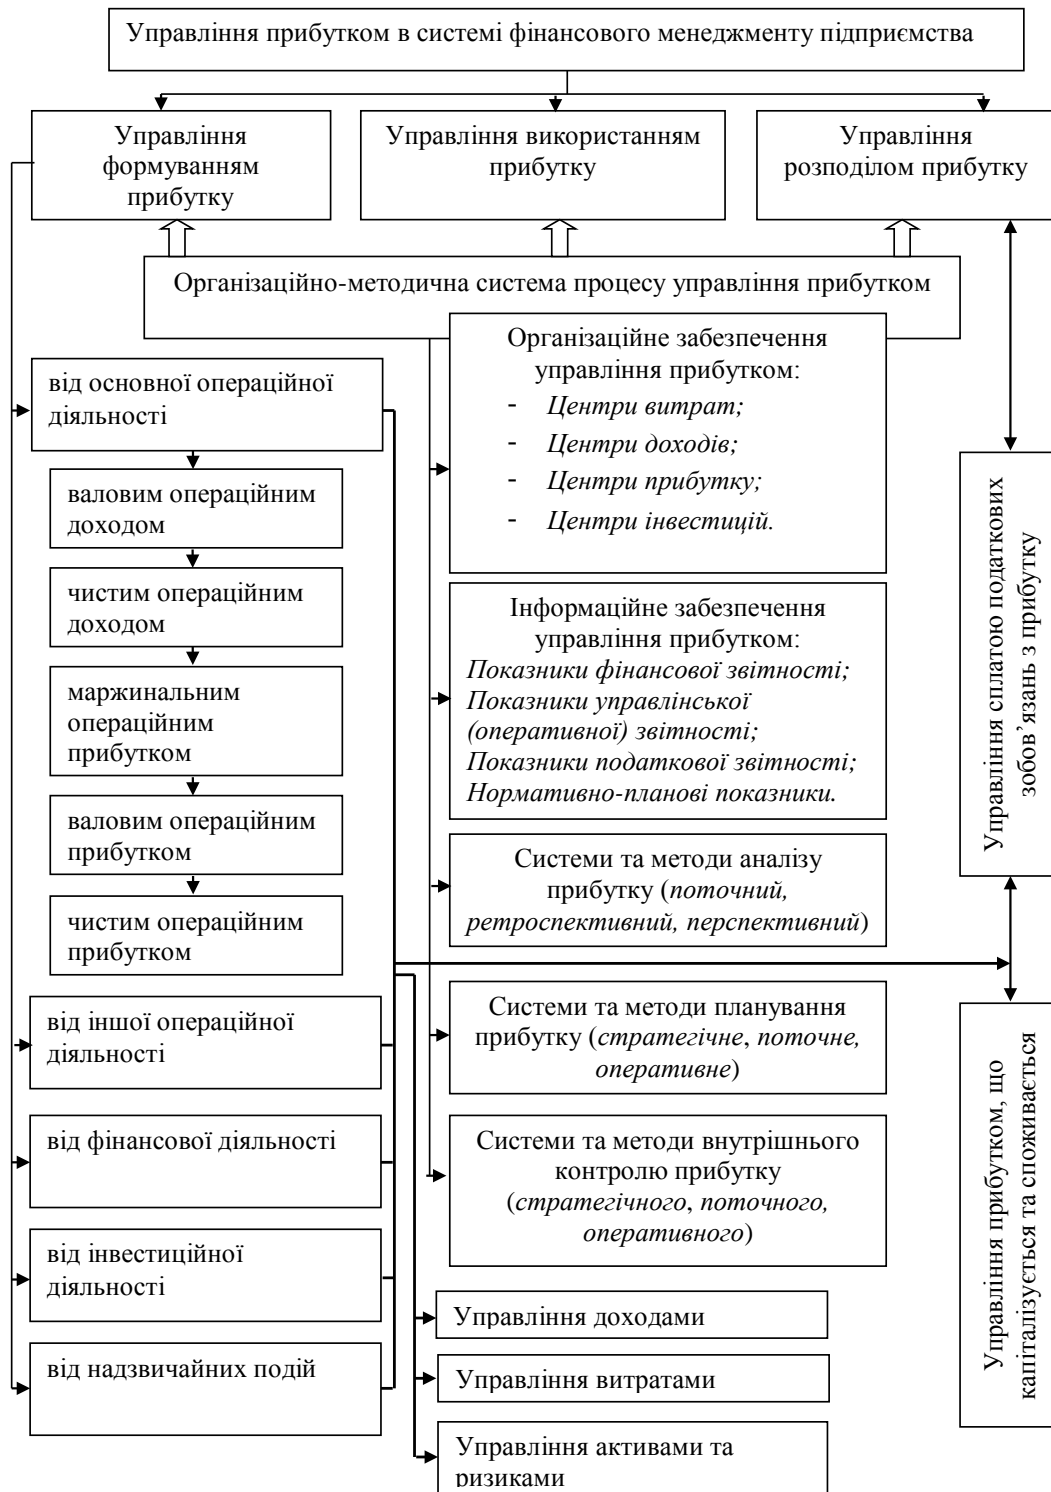 Управління прибутком в системі фінансового менеджменту підприємства
Управління
формуванням
прибутку
Управління використанням
прибутку
Управління
розподілом прибутку
Організаційно-методична система процесу управління прибутком
від основної операційної
діяльності
валовим операційним
доходом
чистим операційним
доходом
маржинальним
операційним
прибутком
валовим операційним
прибутком
чистим операційним
прибутком
від іншої операційної
діяльності
від фінансової діяльності
від інвестиційної
діяльності
від надзвичайних подій
Організаційне забезпечення
управління прибутком:
- Центри витрат;
- Центри доходів;
- Центри прибутку;
- Центри інвестицій.
Інформаційне забезпечення
управління прибутком:
Показники фінансової звітності;
Показники управлінської
(оперативної) звітності;
Показники податкової звітності;
Нормативно-планові показники.
Системи та методи аналізу
прибутку (поточний,
ретроспективний, перспективний)
Системи та методи планування
прибутку (стратегічне, поточне,
оперативне)
Системи та методи внутрішнього
контролю прибутку
(стратегічного, поточного,
оперативного)
Управління доходами
Управління витратами
Управління активами та
ризиками
Управління сплатою податкових
зобов’язань з прибутку
Управління прибутком, що
капіталізується та споживається